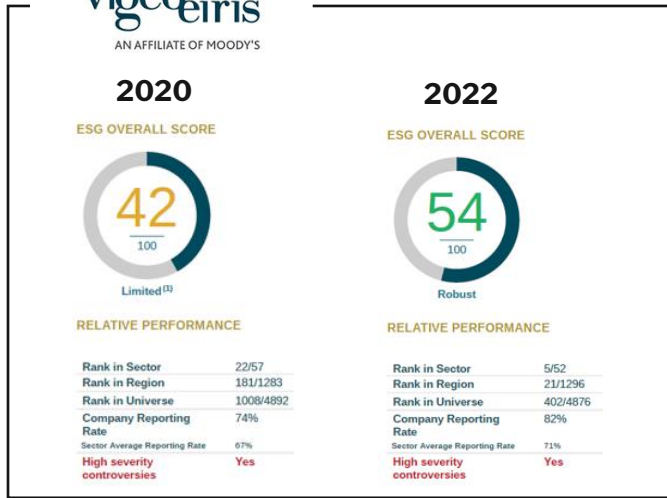 vigeo eiris
AN AFFILIATE OF MOODY'S
2020
ESG OVERALL SCORE
42
100
Limited (1)
RELATIVE PERFORMANCE
Rank in Sector 22/57
Rank in Region 181/1283
Rank in Universe 1008/4892
Company Reporting 74%
Rate
Sector Average Reporting Rate 67%
High severity Yes
controversies
2022
ESG OVERALL SCORE
54
100
Robust
RELATIVE PERFORMANCE
Rank in Sector 5/52
Rank in Region 21/1296
Rank in Universe 402/4876
Company Reporting 82%
Rate
Sector Average Reporting Rate 71%
High severity Yes
controversies